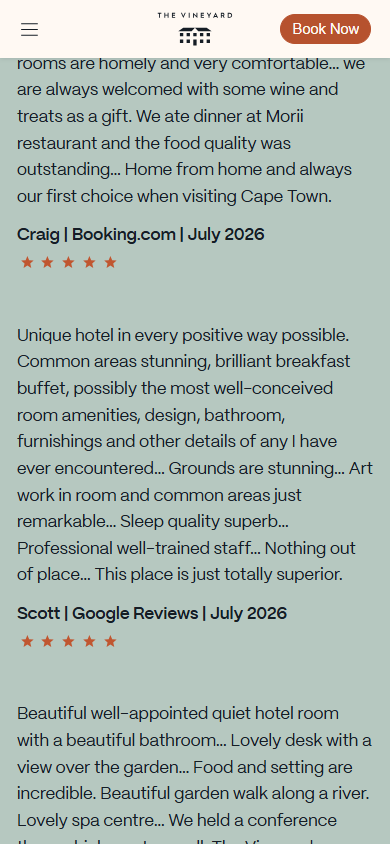 THE VINEYARD
Book Now
rooms are homely and very comfortable... we
are always welcomed with some wine and
treats as a gift. We ate dinner at Morii
restaurant and the food quality was
outstanding... Home from home and always
our first choice when visiting Cape Town.
Craig | Booking.com | July 2026
Unique hotel in every positive way possible.
Common areas stunning, brilliant breakfast
buffet, possibly the most well-conceived
room amenities, design, bathroom,
furnishings and other details of any I have
ever encountered... Grounds are stunning... Art
work in room and common areas just
remarkable... Sleep quality superb...
Professional well-trained staff... Nothing out
of place... This place is just totally superior.
Scott | Google Reviews | July 2026
Beautiful well-appointed quiet hotel room
with a beautiful bathroom... Lovely desk with a
view over the garden... Food and setting are
incredible. Beautiful garden walk along a river.
Lovely spa centre... We held a conference